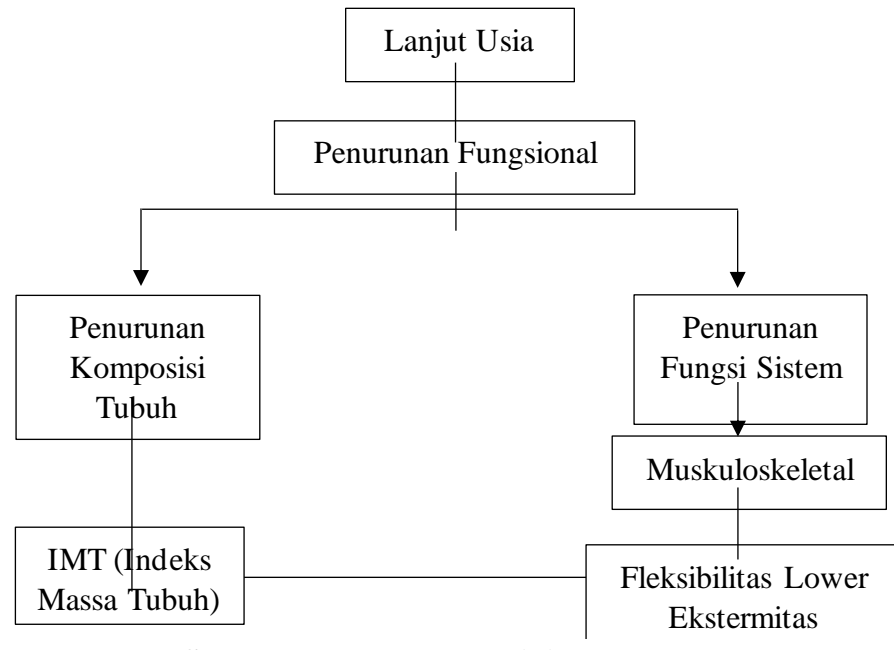 Lanjut Usia
Penurunan Fungsional
Penurunan
Komposisi
Tubuh
Penurunan
Fungsi Sistem
Muskuloskeletal
IMT (Indeks
Massa Tubuh)
Fleksibilitas Lower
Ekstermitas